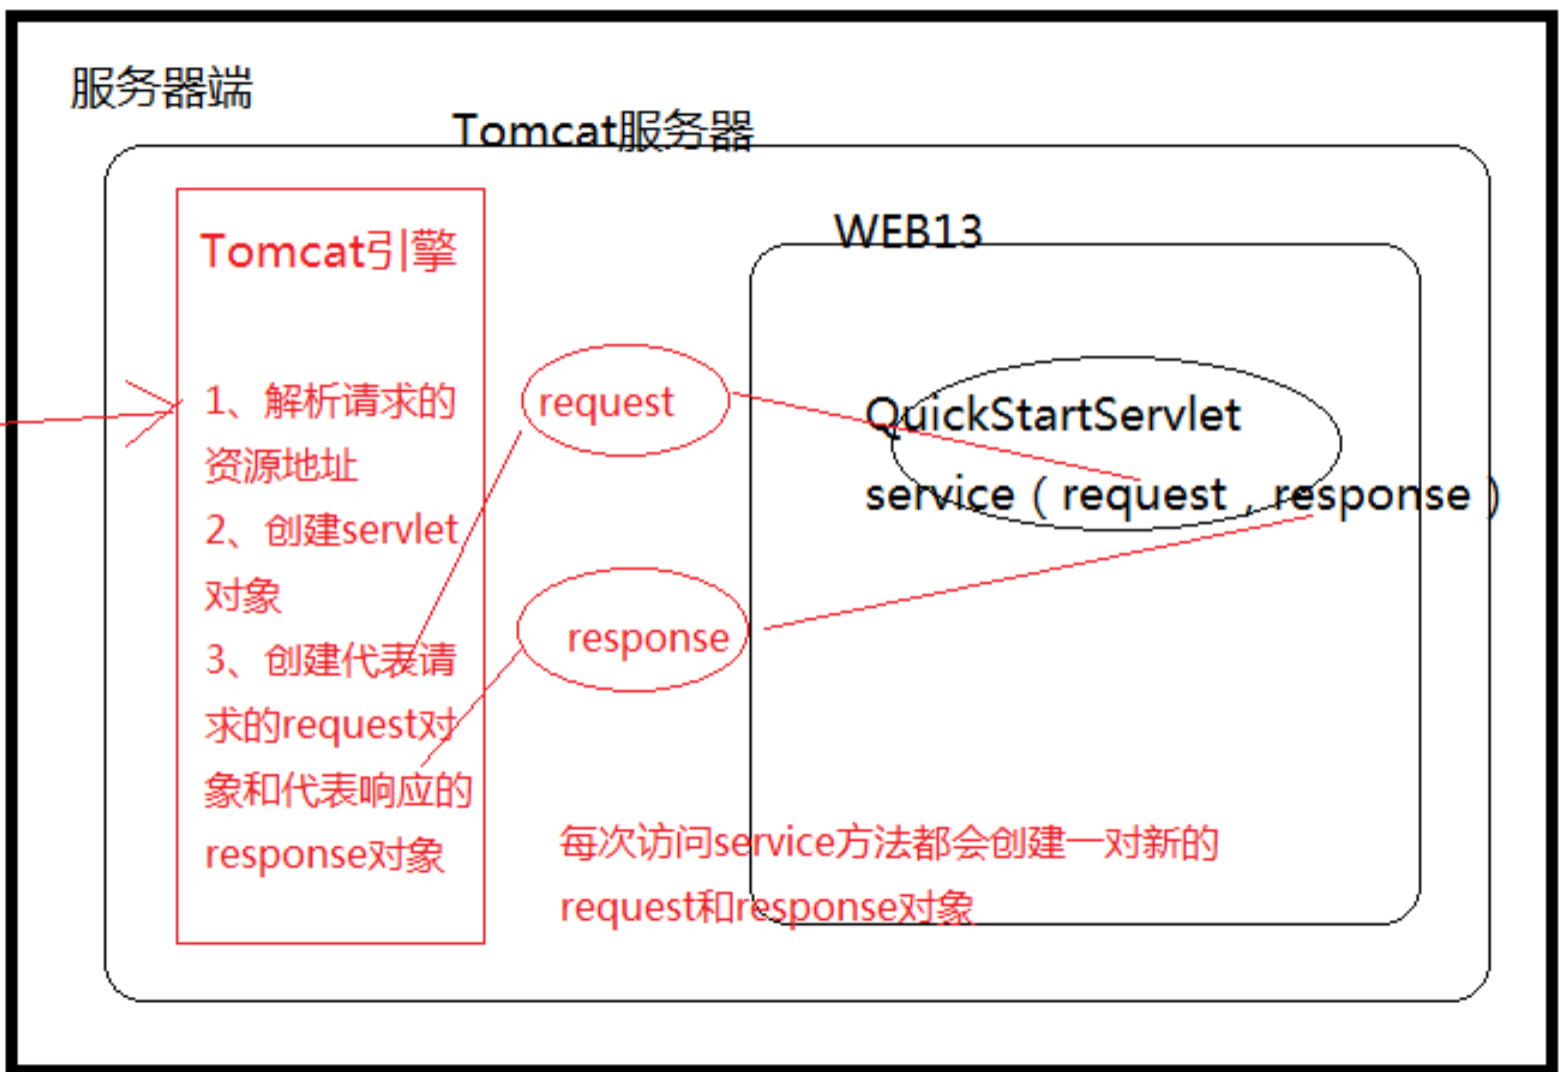 服务器端
Tomcat服务器
WEB13
Tomcat引擎
1、解析请求的
资源地址
2、创建servlet
对象
3、创建代表请
求的request对
象和代表响应的
response对象
request
response
QuickStartServlet
service（request，response）
每次访问service方法都会创建一对新的
request和response对象